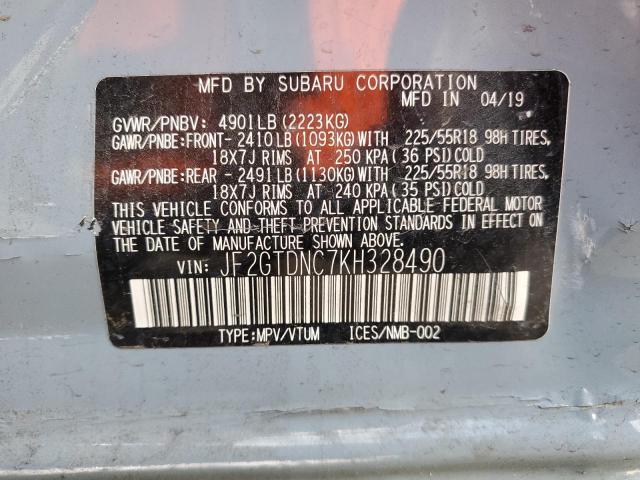 MFD BY SUBARU CORPORATION
MFD IN 04/19
GVWR/PNBV: 4901LB (2223KG)
GAWR/PNBE:FRONT- 2410LB(1093KG)WITH 225/55R18 98H TIRES,
18X7J RIMS AT 250 KPA(36 PSI)COLD
GAWR/PNBE:REAR - 2491LB(1130KG)WITH 225/55R18 98H TIRES,
18X7J RIMS AT 240 KPA(35 PSI)COLD
THIS VEHICLE CONFORMS TO ALL APPLICABLE FEDERAL MOTOR
VEHICLE SAFETY AND THEFT PREVENTION STANDARDS IN EFFECT ON
THE DATE OF MANUFACTURE SHOWN ABOVE.
VIN: JF2GTDNC7KH328490
TYPE:MPV/VTUM ICES/NMB-002